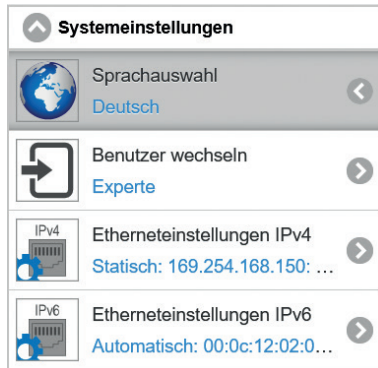 Systemeinstellungen
Sprachauswahl
Deutsch
Benutzer wechseln
Experte
IPv4
Etherneteinstellungen IPv4
Statisch: 169.254.168.150: ...
IPv6
Etherneteinstellungen IPv6
Automatisch: 00:0c:12:02:0...